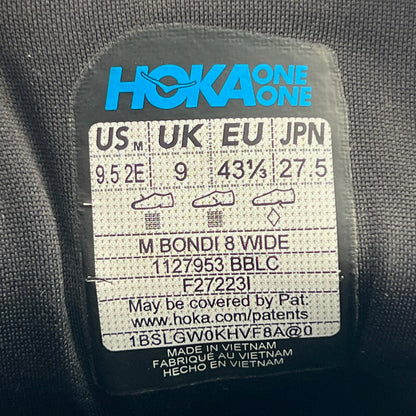 HOKA ONE ONE
US M UK EU JPN
9.5 2E 9 43⅓ 27.5
M BONDI 8 WIDE
1127953 BBLC
F27223I
May be covered by Pat:
www.hoka.com/patents
1BSLGW0KHVF8A@0
MADE IN VIETNAM
FABRIQUÉ AU VIETNAM
HECHO EN VIETNAM